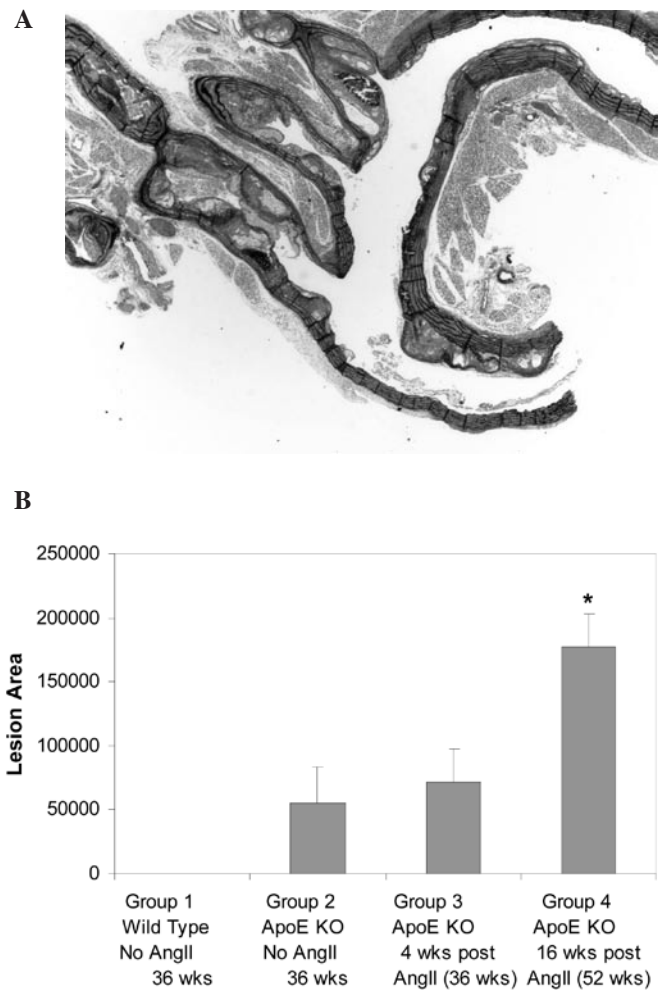 A
B
250000
200000
150000
100000
50000
0
Lesion Area
*
Group 1
Wild Type
No AngII
36 wks
Group 2
ApoE KO
No AngII
36 wks
Group 3
ApoE KO
4 wks post
AngII (36 wks)
Group 4
ApoE KO
16 wks post
AngII (52 wks)